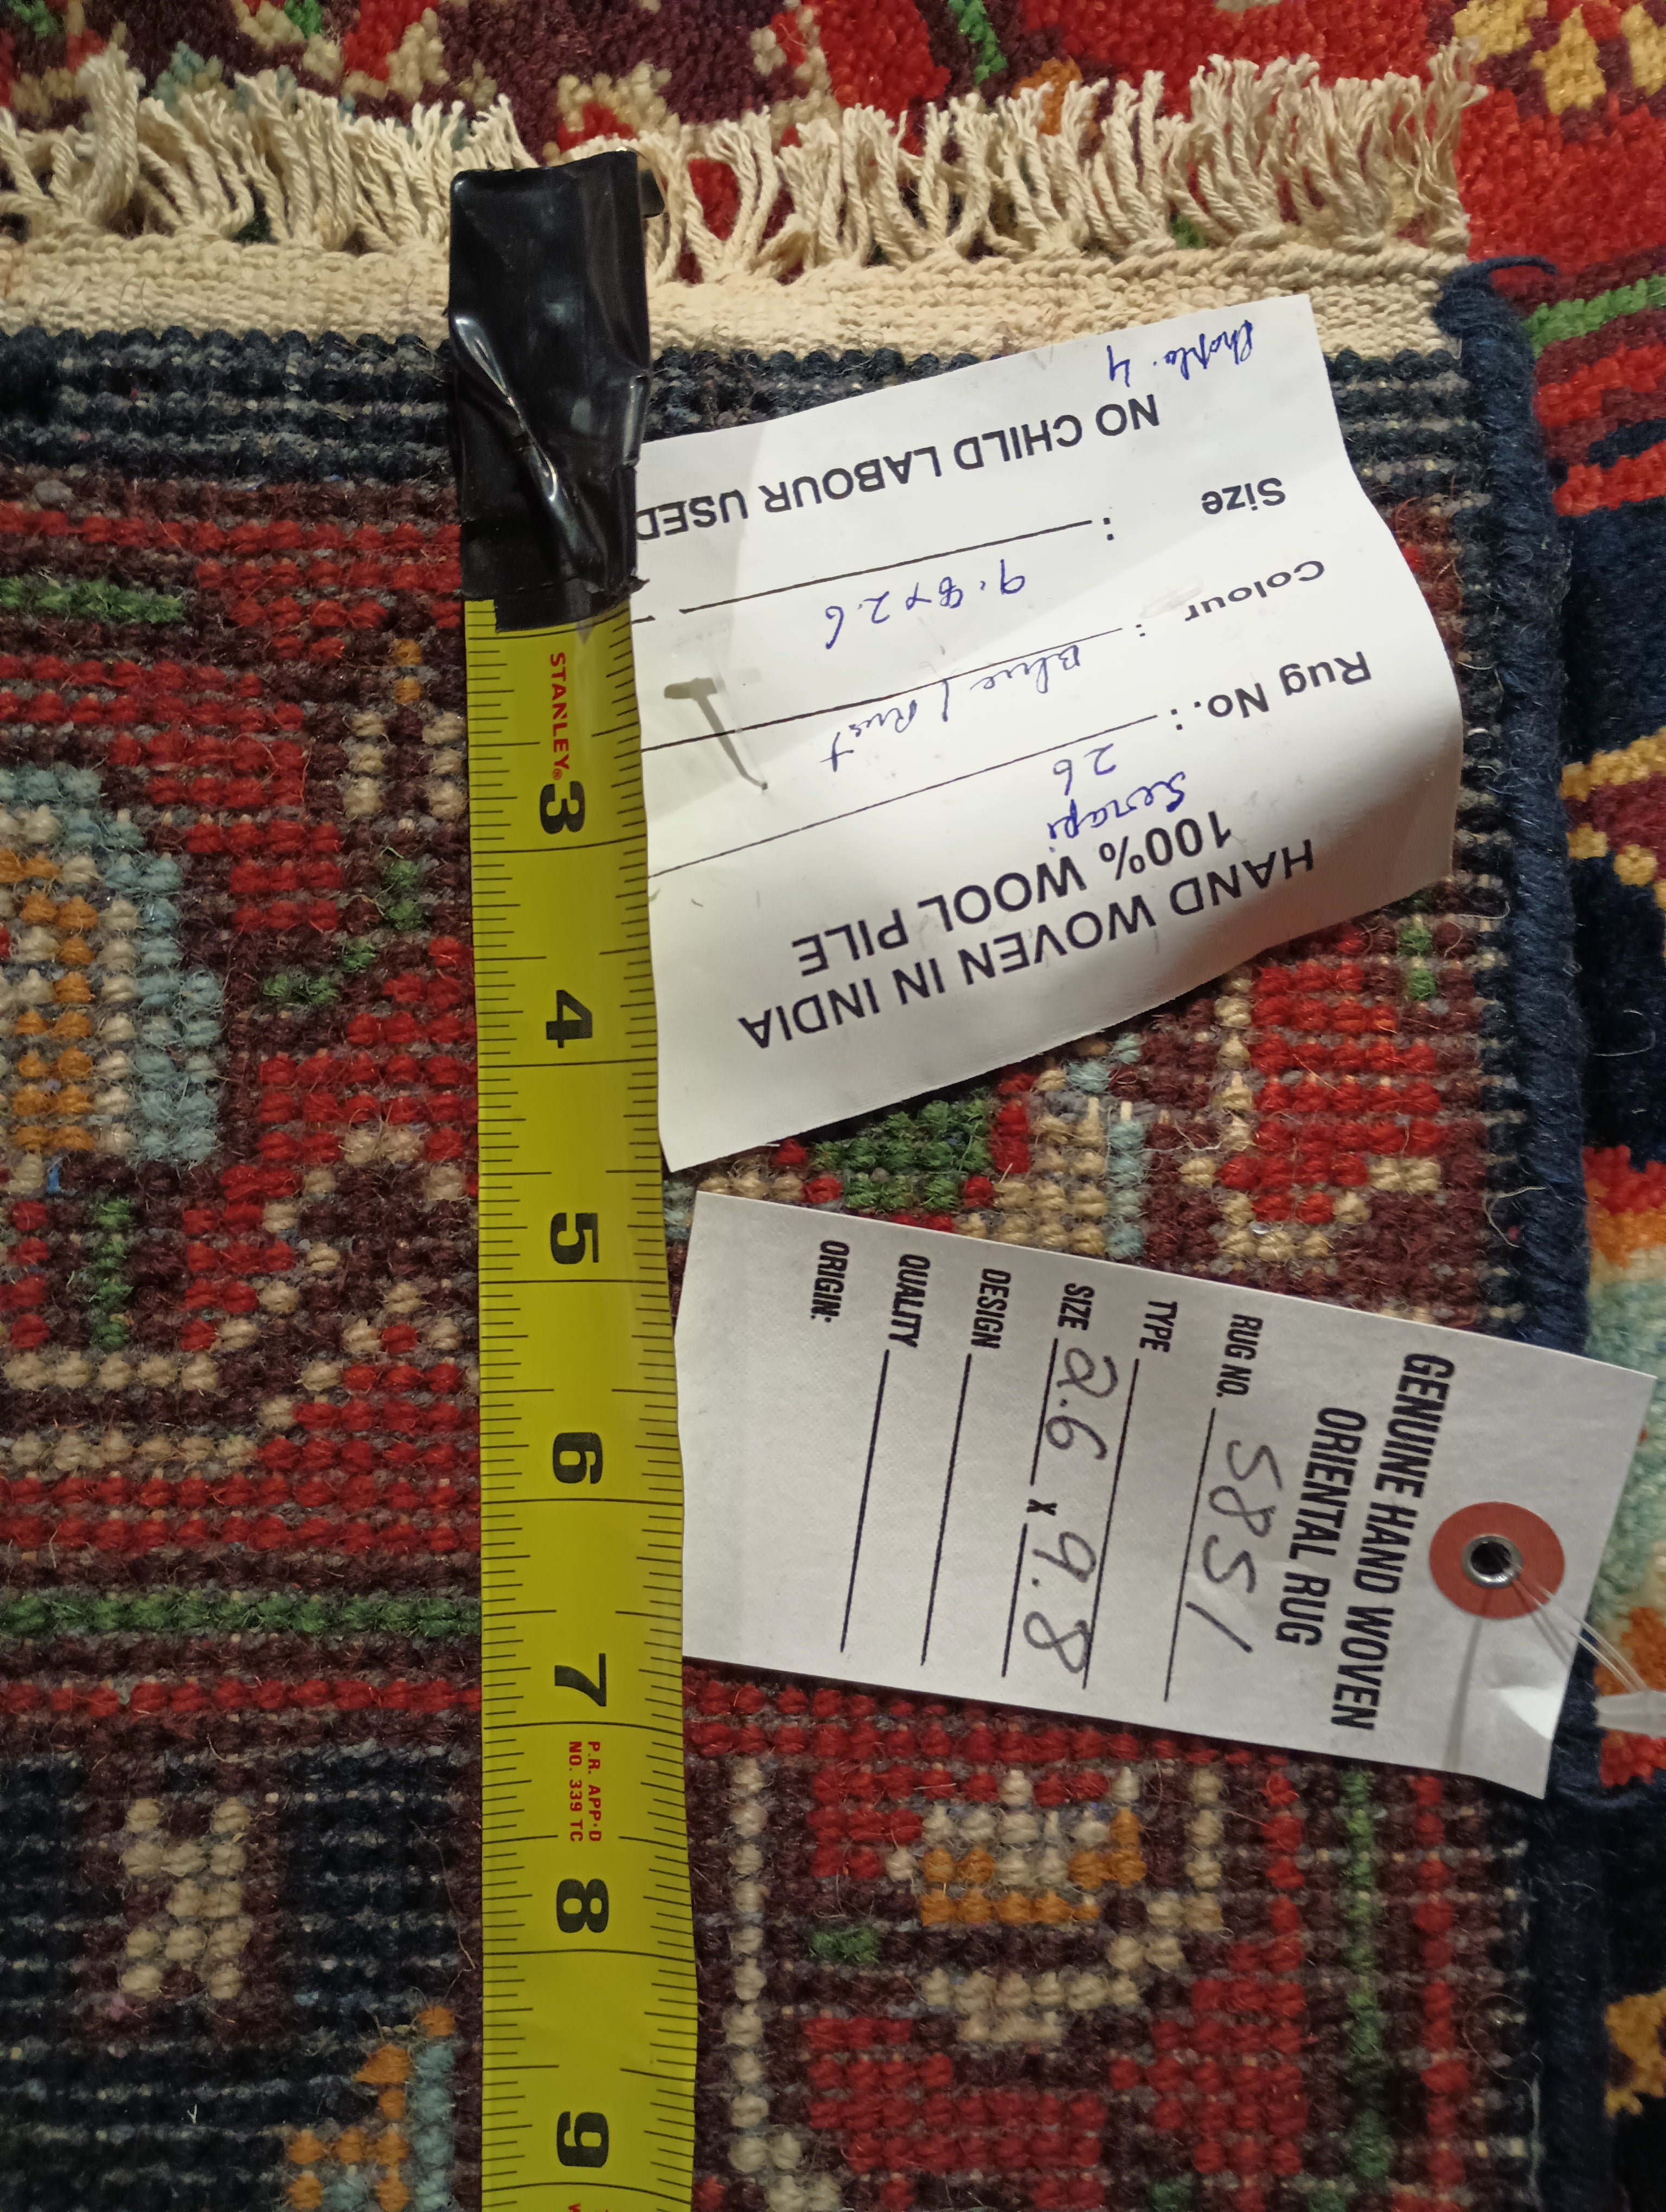 HAND WOVEN IN INDIA
100% WOOL PILE
Serapi
Rug No. : 26
Colour : Blue / Rust
Size : 9.8 x 2.6
NO CHILD LABOUR USED
4
GENUINE HAND WOVEN
ORIENTAL RUG
RUG NO. 5851
TYPE
SIZE 2.6 x 9.8
DESIGN
QUALITY
ORIGIN:
STANLEY®
3
4
5
6
7
P.R. APP·D
NO. 339 TC
8
9